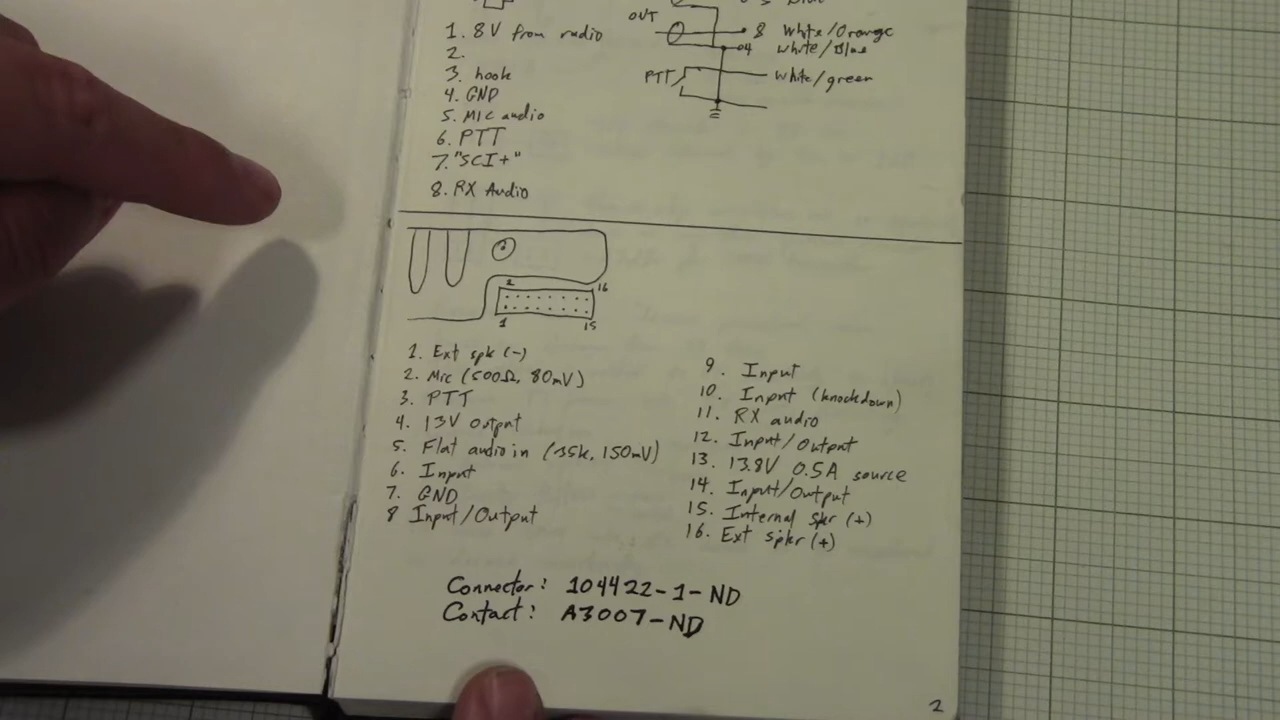 OUT
1. 8V from radio
2.
3. hook
4. GND
5. MIC audio
6. PTT
7. "SCI+"
8. RX Audio
8 White/Orange
4 White/Blue
PTT
White/green
2
16
1
15
1. Ext spk (-)
2. Mic (500Ω, 80mV)
3. PTT
4. 13V output
5. Flat audio in (35k, 150mV)
6. Input
7. GND
8 Input/Output
9. Input
10. Input (knockdown)
11. RX audio
12. Input/Output
13. 13.8V 0.5A source
14. Input/Output
15. Internal spkr (+)
16. Ext spkr (+)
Connector: 104422-1-ND
Contact: A3007-ND
2